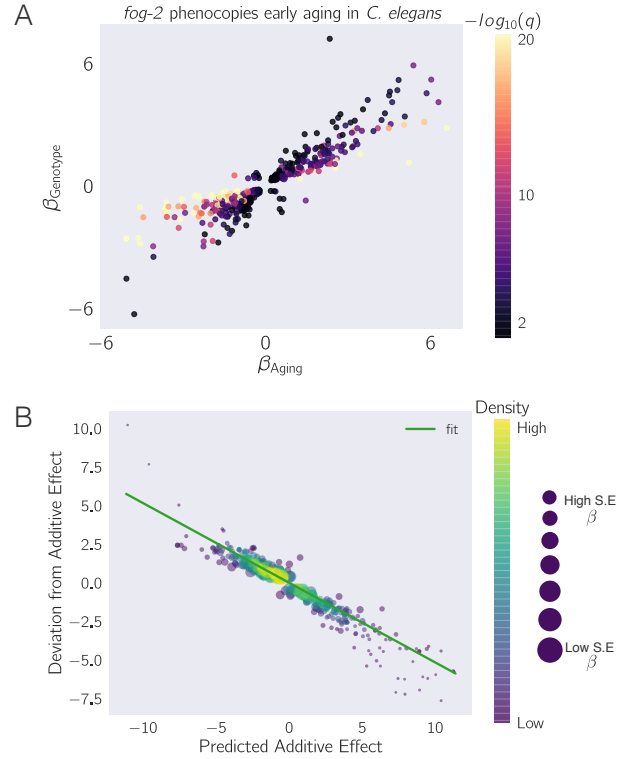 A
fog-2 phenocopies early aging in C. elegans
−log₁₀(q)
20
10
2
6
0
−6
β_Genotype
−6
0
6
β_Aging
B
Density
High
Low
fit
10.0
7.5
5.0
2.5
0.0
−2.5
−5.0
−7.5
Deviation from Additive Effect
−10
−5
0
5
10
Predicted Additive Effect
High S.E
β
Low S.E
β